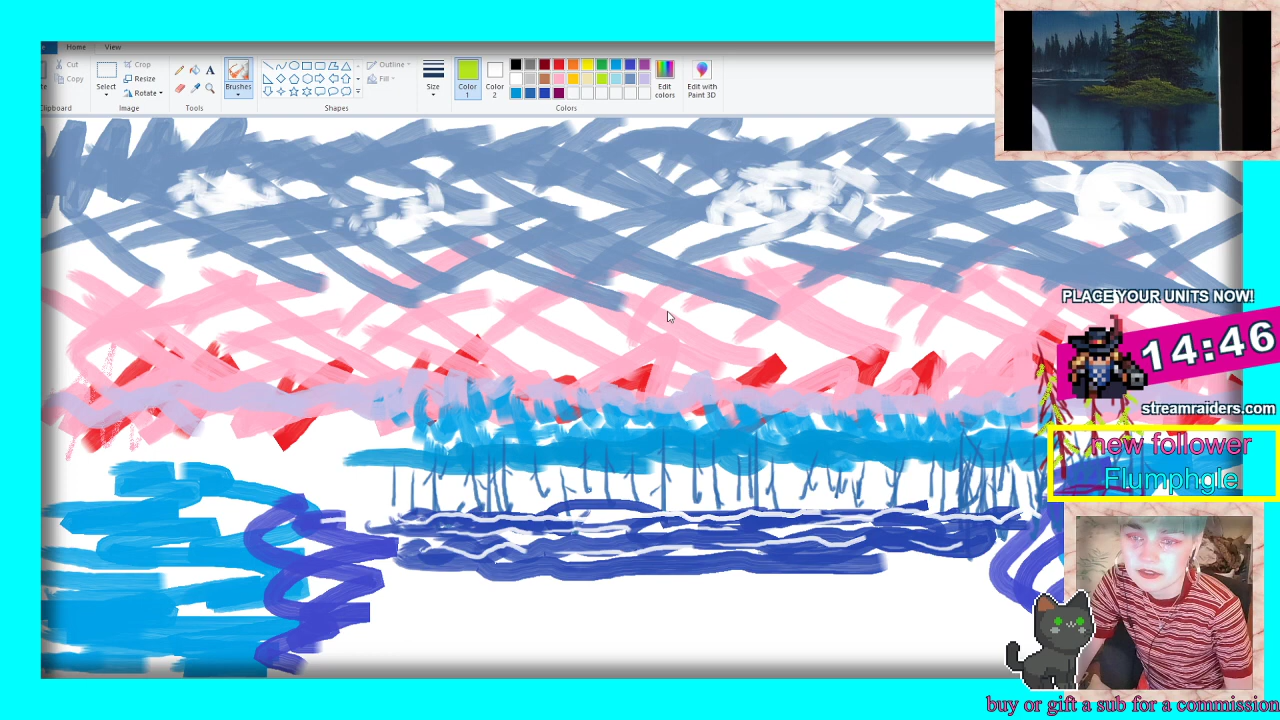 Home View
Cut
Copy
Clipboard
Select
Crop
Resize
Rotate
Image
A
Tools
Brushes
Shapes
Outline
Fill
Size
Color
1
Color
2
Colors
Edit
colors
Edit with
Paint 3D
PLACE YOUR UNITS NOW!
14:46
streamraiders.com
new follower
Flumphgle
buy or gift a sub for a commission